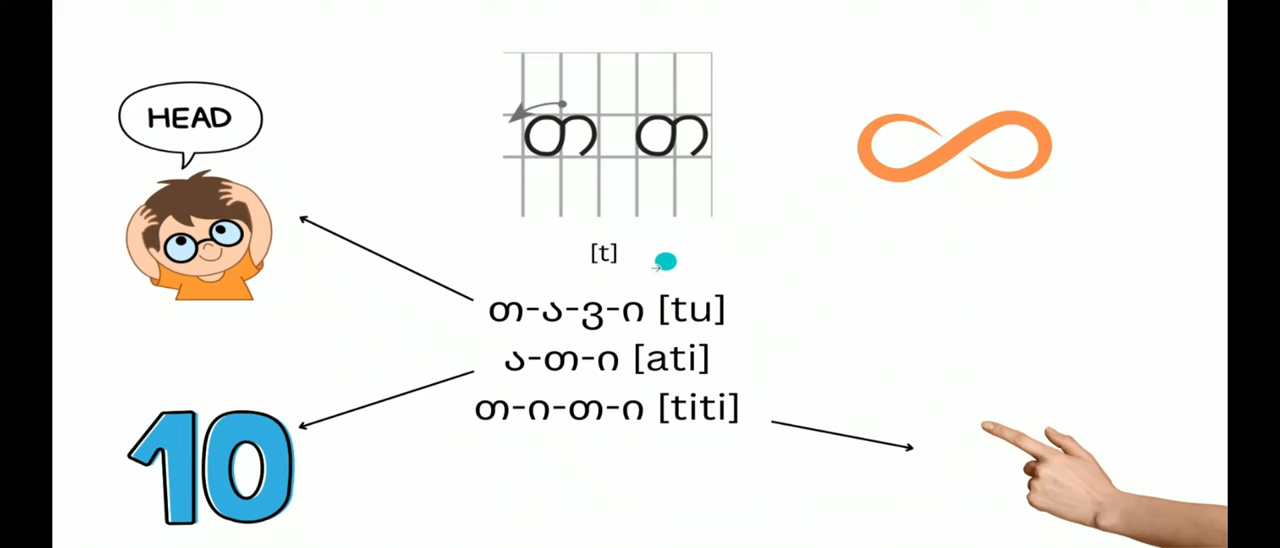 HEAD
თ თ
[t]
თ-ა-ვ-ი [tu]
ა-თ-ი [ati]
თ-ი-თ-ი [titi]
10